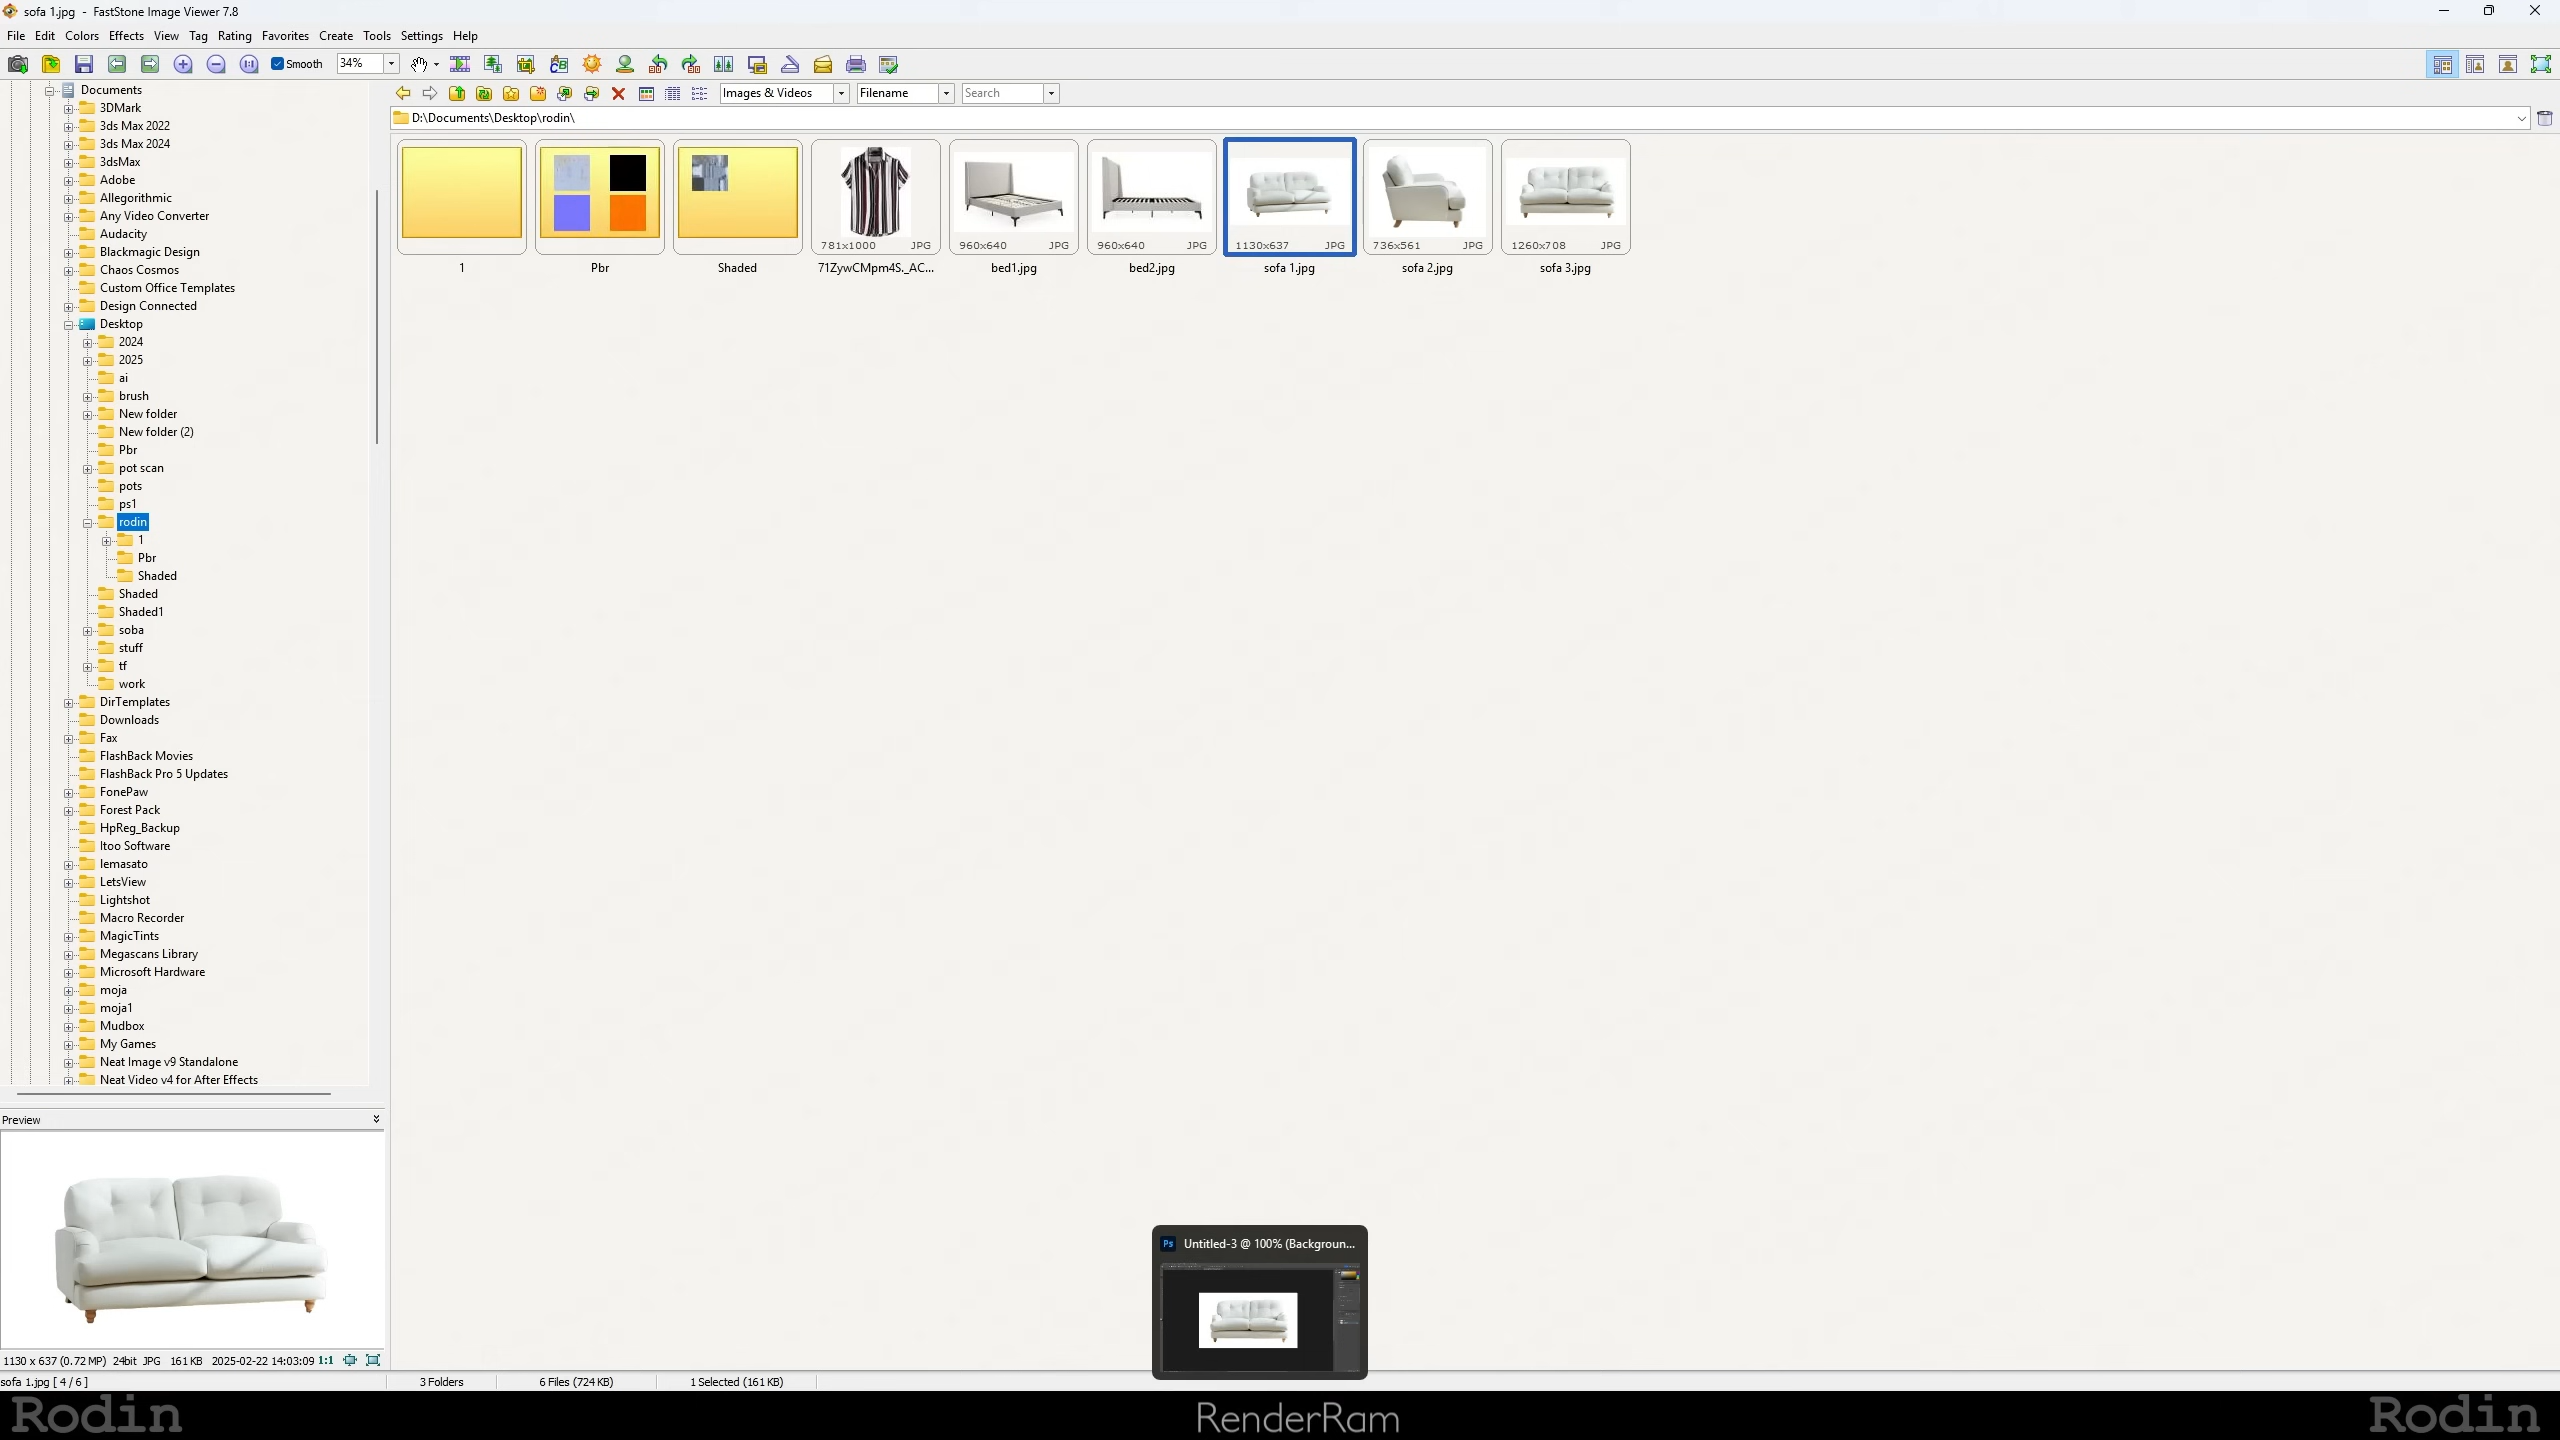 sofa 1.jpg - FastStone Image Viewer 7.8
File Edit Colors Effects View Tag Rating Favorites Create Tools Settings Help
Smooth 34%
Images & Videos Filename Search
D:\Documents\Desktop\rodin\
Documents
3DMark
3ds Max 2022
3ds Max 2024
3dsMax
Adobe
Allegorithmic
Any Video Converter
Audacity
Blackmagic Design
Chaos Cosmos
Custom Office Templates
Design Connected
Desktop
2024
2025
ai
brush
New folder
New folder (2)
Pbr
pot scan
pots
ps1
rodin
1
Pbr
Shaded
Shaded
Shaded1
soba
stuff
tf
work
DirTemplates
Downloads
Fax
FlashBack Movies
FlashBack Pro 5 Updates
FonePaw
Forest Pack
HpReg_Backup
Itoo Software
lemasato
LetsView
Lightshot
Macro Recorder
MagicTints
Megascans Library
Microsoft Hardware
moja
moja1
Mudbox
My Games
Neat Image v9 Standalone
Neat Video v4 for After Effects
781x1000 JPG 960x640 JPG 960x640 JPG 1130x637 JPG 736x561 JPG 1260x708 JPG
1 Pbr Shaded 71ZywCMpm4S._AC... bed1.jpg bed2.jpg sofa 1.jpg sofa 2.jpg sofa 3.jpg
Preview
1130 x 637 (0.72 MP) 24bit JPG 161 KB 2025-02-22 14:03:09 1:1
Ps Untitled-3 @ 100% (Backgroun...
sofa 1.jpg [ 4 / 6 ] 3 Folders 6 Files (724 KB) 1 Selected (161 KB)
Rodin RenderRam Rodin